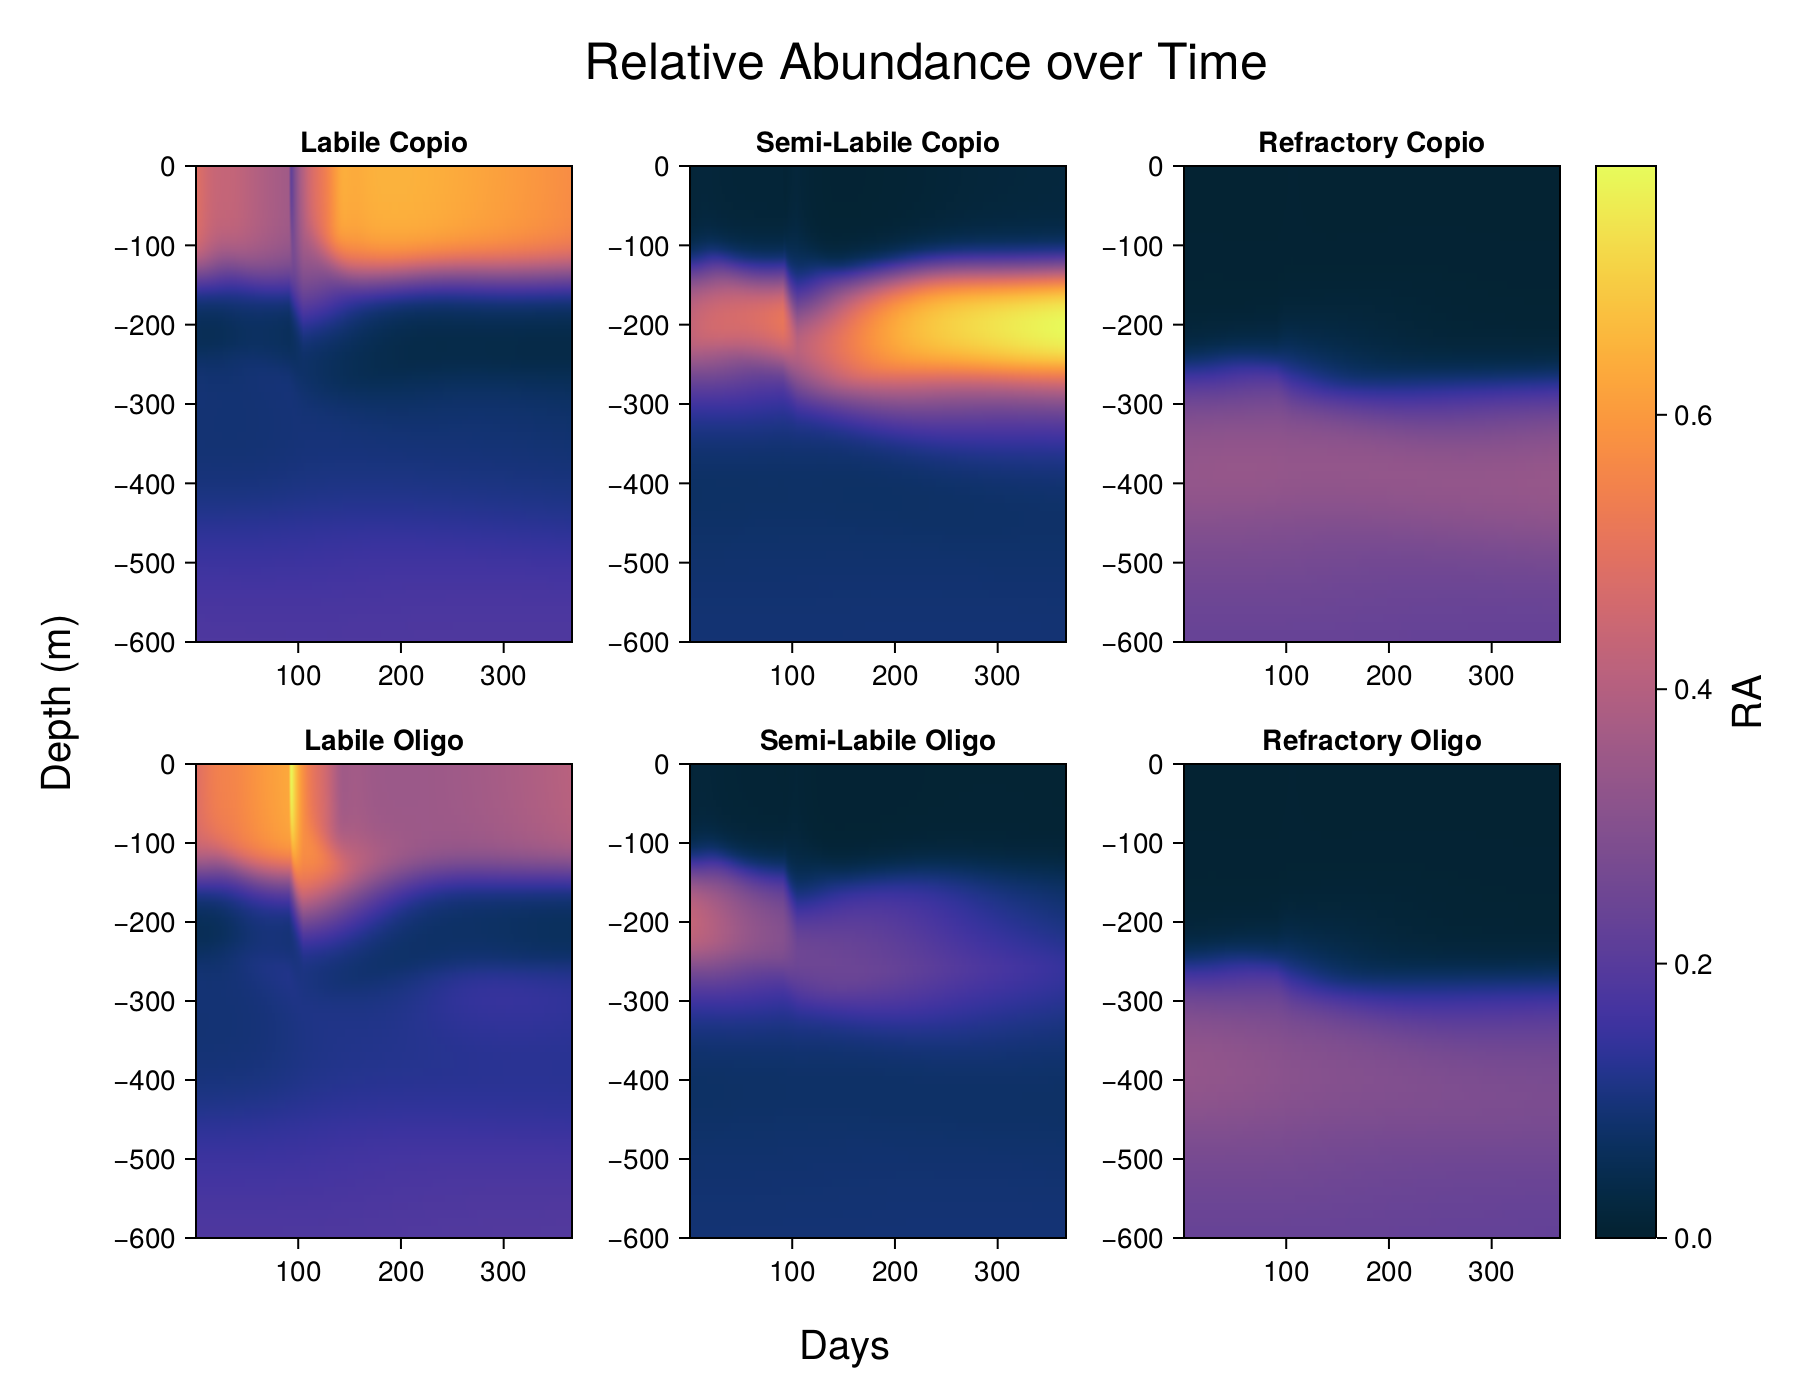 Relative Abundance over Time
Labile Copio
Semi-Labile Copio
Refractory Copio
0
−100
−200
−300
−400
−500
−600
100 200 300
0
−100
−200
−300
−400
−500
−600
100 200 300
0
−100
−200
−300
−400
−500
−600
100 200 300
Labile Oligo
Semi-Labile Oligo
Refractory Oligo
0
−100
−200
−300
−400
−500
−600
100 200 300
0
−100
−200
−300
−400
−500
−600
100 200 300
0
−100
−200
−300
−400
−500
−600
100 200 300
0.6
0.4
0.2
0.0
RA
Depth (m)
Days